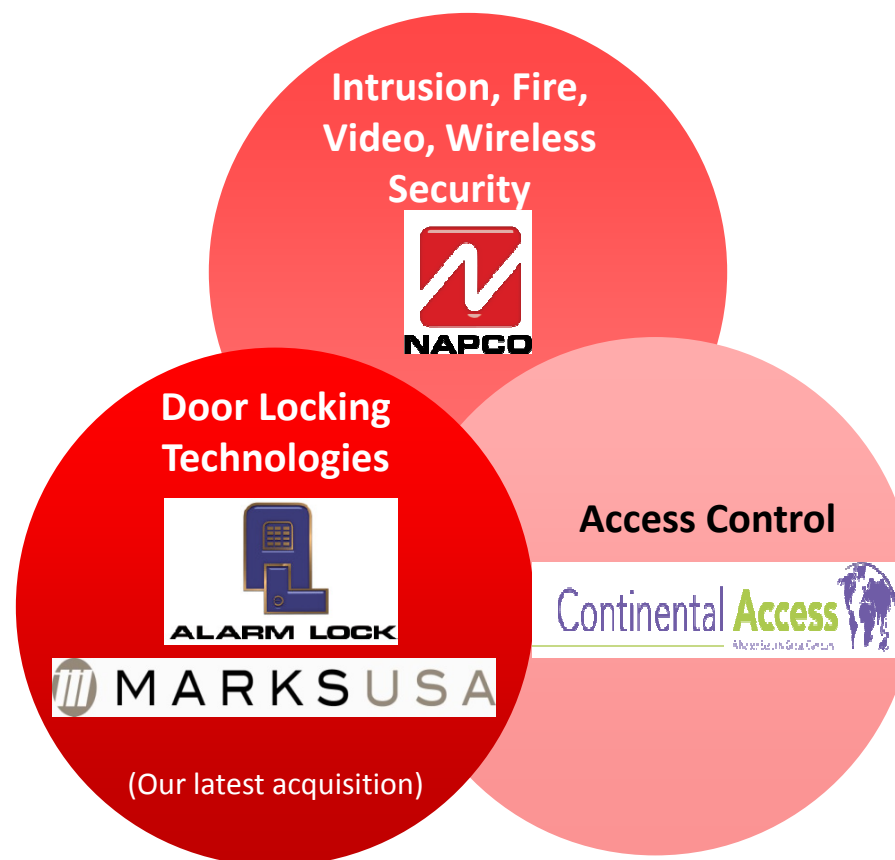 Intrusion, Fire,
Video, Wireless
Security
NAPCO
Door Locking
Technologies
ALARM LOCK
MARKSUSA
(Our latest acquisition)
Access Control
Continental Access